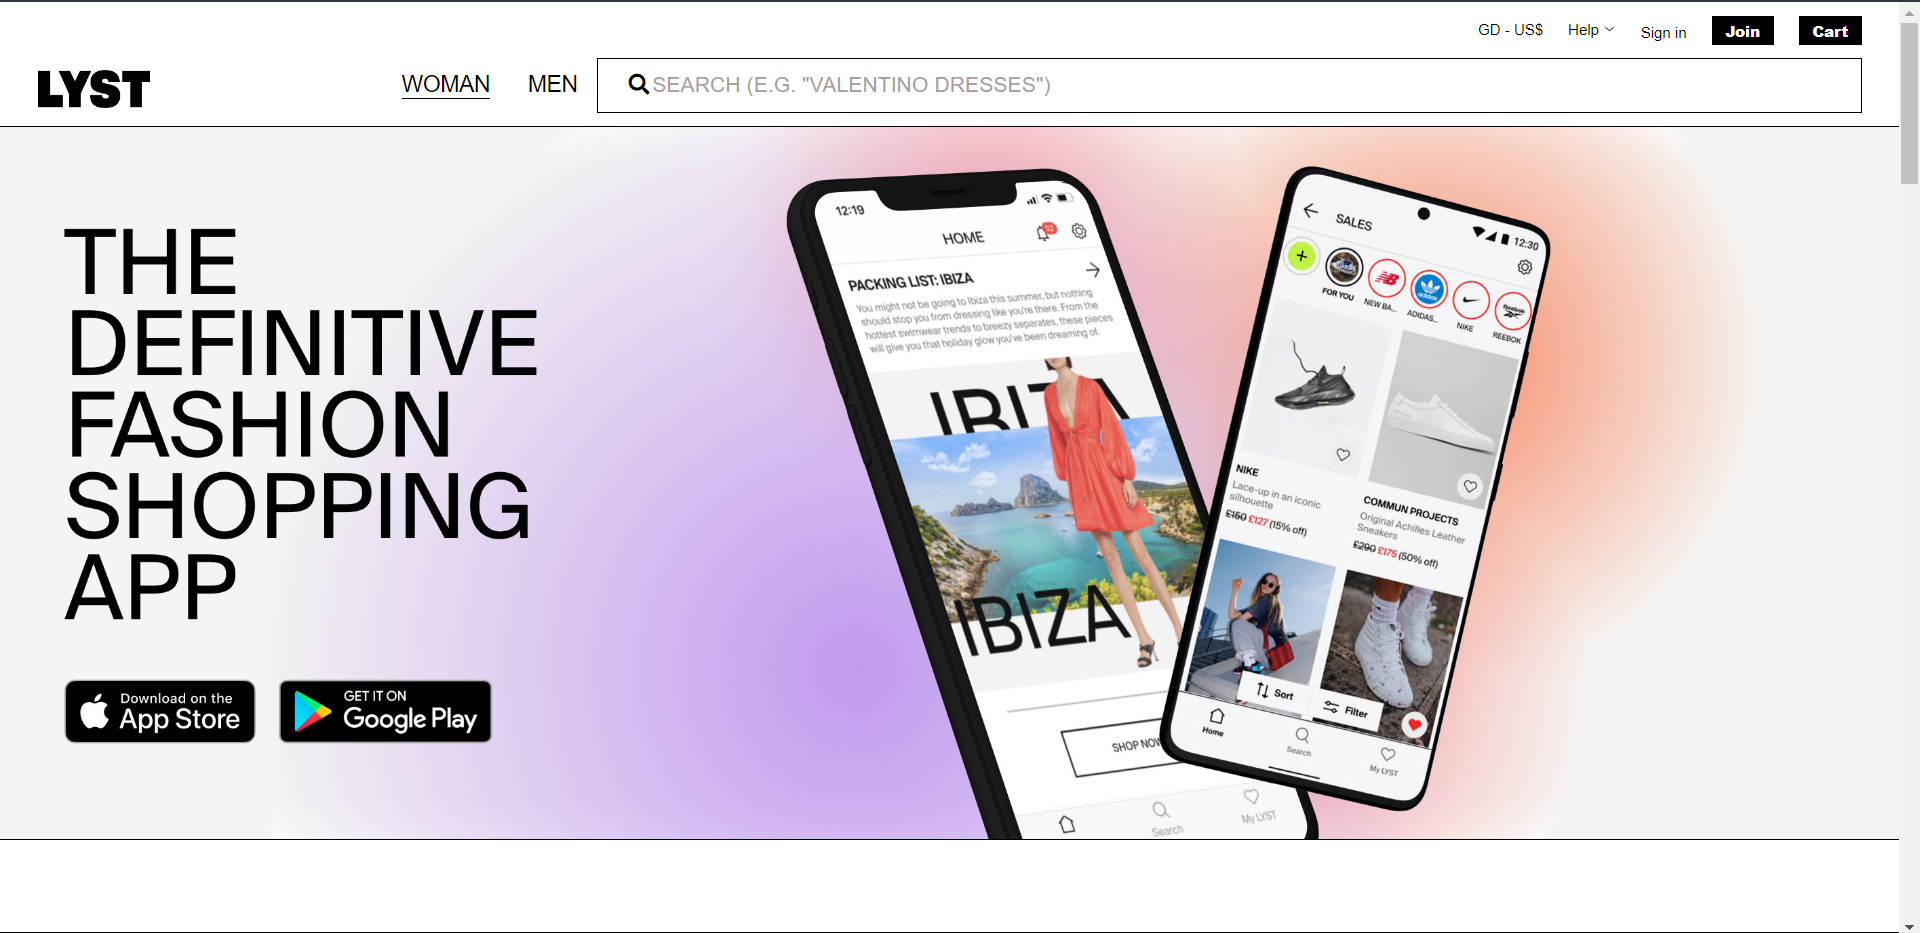 GD - US$ Help Sign in Join Cart
LYST WOMAN MEN SEARCH (E.G. "VALENTINO DRESSES")
THE
DEFINITIVE
FASHION
SHOPPING
APP
Download on the
App Store
GET IT ON
Google Play
12:19
HOME
52
PACKING LIST: IBIZA
You might not be going to Ibiza this summer, but nothing
should stop you from dressing like you're there. From the
hottest swimwear trends to breezy separates, these pieces
will give you that holiday glow you've been dreaming of.
IBIZA
IBIZA
SHOP NOW
Search
My LYST
12:30
SALES
FOR YOU
NEW BA...
adidas
ADIDAS...
NIKE
Reebok
REEBOK
NIKE
Lace-up in an iconic
silhouette
£150 £127 (15% off)
COMMUN PROJECTS
Original Achilles Leather
Sneakers
£290 £175 (50% off)
Sort
Filter
Home
Search
My LYST